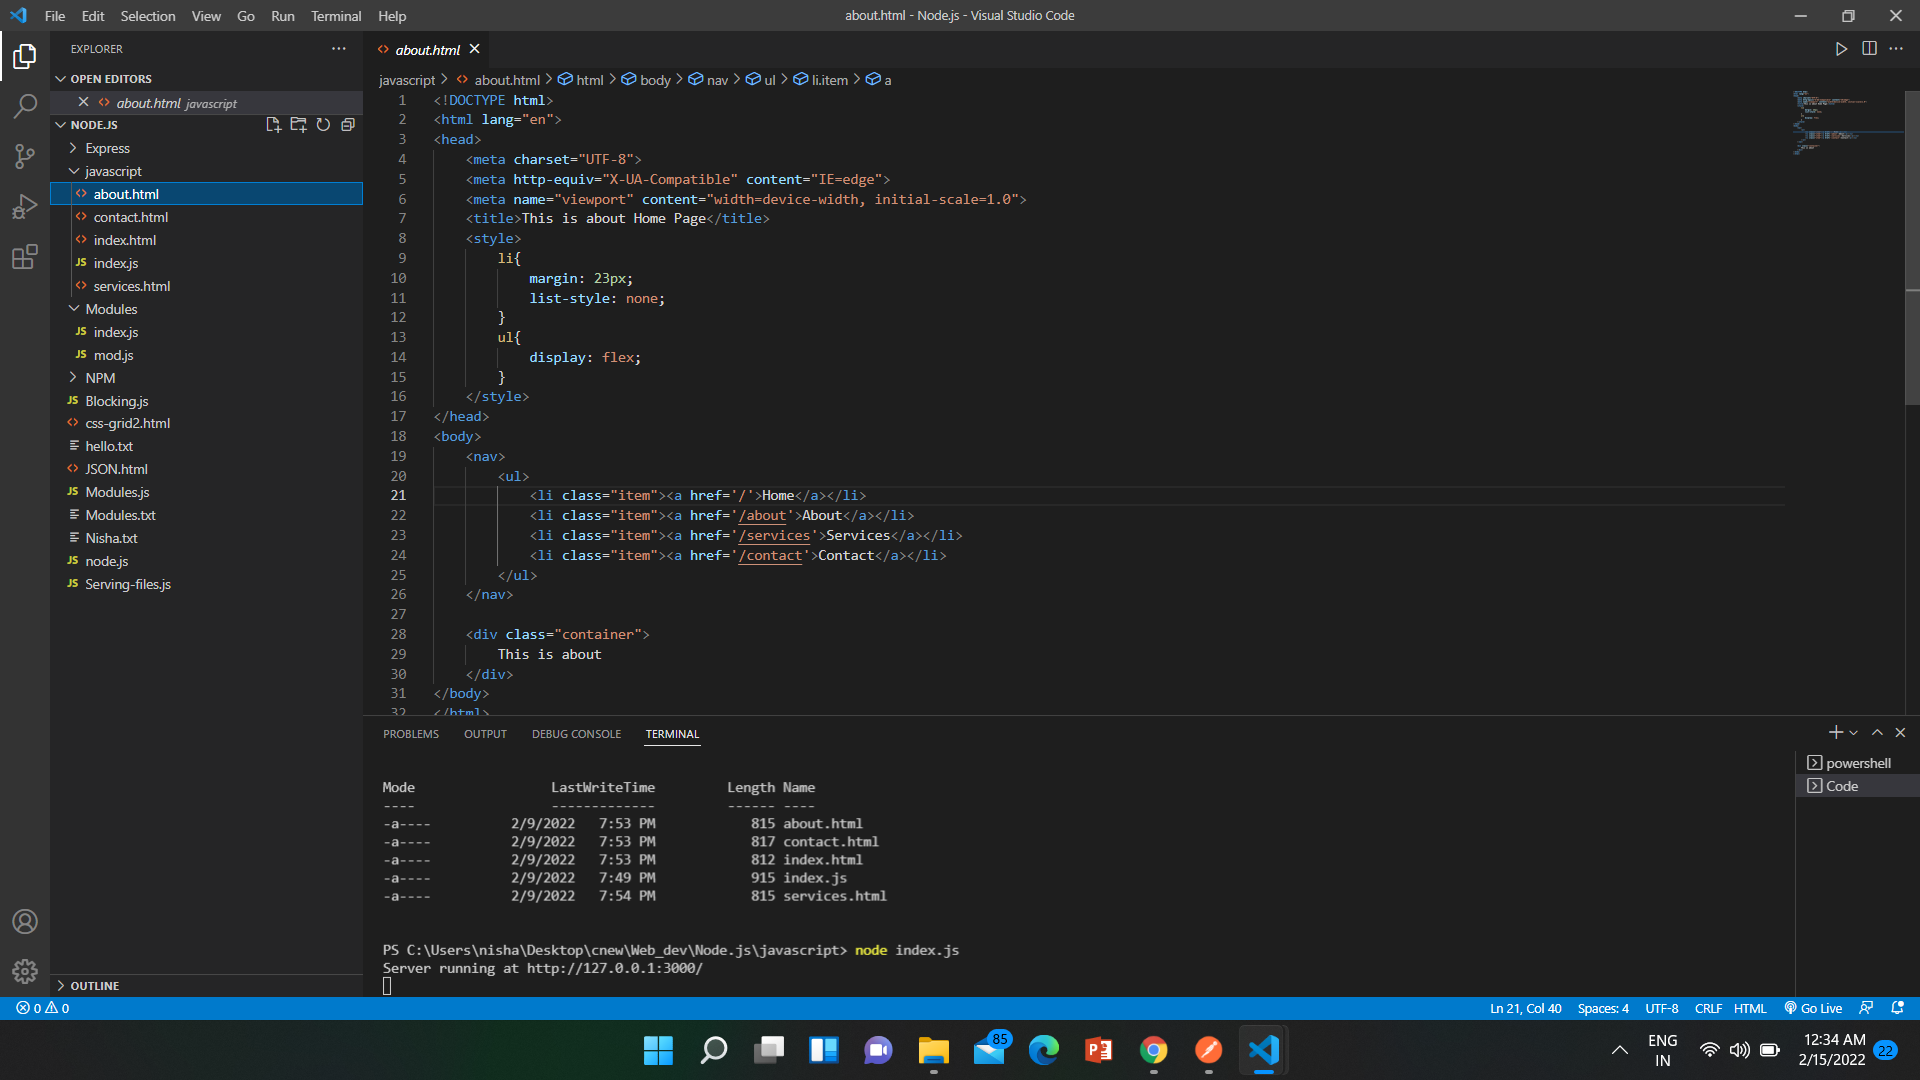 File Edit Selection View Go Run Terminal Help
about.html - Node.js - Visual Studio Code
EXPLORER
OPEN EDITORS
about.html javascript
NODE.JS
Express
javascript
about.html
contact.html
index.html
JS index.js
services.html
Modules
JS index.js
JS mod.js
NPM
JS Blocking.js
css-grid2.html
hello.txt
JSON.html
JS Modules.js
Modules.txt
Nisha.txt
JS node.js
JS Serving-files.js
OUTLINE
about.html
javascript > about.html > html > body > nav > ul > li.item > a
1 <!DOCTYPE html>
2 <html lang="en">
3 <head>
4 <meta charset="UTF-8">
5 <meta http-equiv="X-UA-Compatible" content="IE=edge">
6 <meta name="viewport" content="width=device-width, initial-scale=1.0">
7 <title>This is about Home Page</title>
8 <style>
9 li{
10 margin: 23px;
11 list-style: none;
12 }
13 ul{
14 display: flex;
15 }
16 </style>
17 </head>
18 <body>
19 <nav>
20 <ul>
21 <li class="item"><a href='/'>Home</a></li>
22 <li class="item"><a href='/about'>About</a></li>
23 <li class="item"><a href='/services'>Services</a></li>
24 <li class="item"><a href='/contact'>Contact</a></li>
25 </ul>
26 </nav>
27
28 <div class="container">
29 This is about
30 </div>
31 </body>
32 </html>
PROBLEMS OUTPUT DEBUG CONSOLE TERMINAL
powershell
Code
Mode LastWriteTime Length Name
---- ------------- ------ ----
-a---- 2/9/2022 7:53 PM 815 about.html
-a---- 2/9/2022 7:53 PM 817 contact.html
-a---- 2/9/2022 7:53 PM 812 index.html
-a---- 2/9/2022 7:49 PM 915 index.js
-a---- 2/9/2022 7:54 PM 815 services.html
PS C:\Users\nisha\Desktop\cnew\Web_dev\Node.js\javascript> node index.js
Server running at http://127.0.0.1:3000/
0 0
Ln 21, Col 40 Spaces: 4 UTF-8 CRLF HTML Go Live
85
P
ENG
IN
12:34 AM
2/15/2022
22